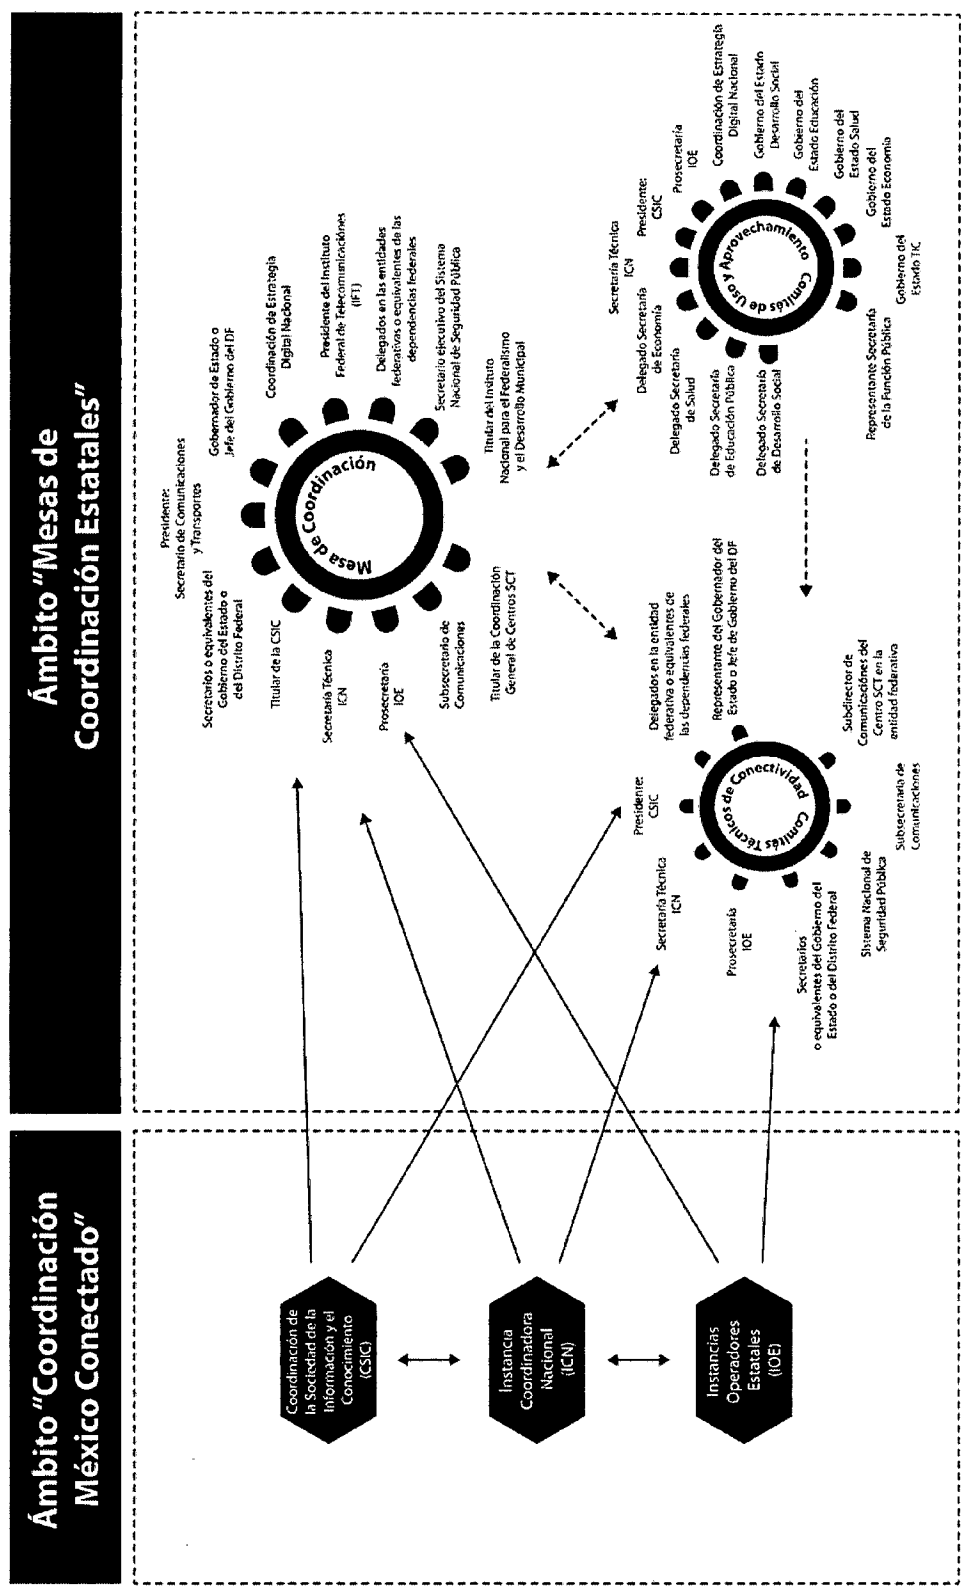 Ámbito "Coordinación
México Conectado"
Ámbito "Mesas de
Coordinación Estatales"
Coordinación de
la Sociedad de la
Información y el
Conocimiento
(CSIC)
Instancia
Coordinadora
Nacional
(ICN)
Instancias
Operadores
Estatales
(IOE)
Mesa de Coordinación
Presidente:
Secretario de Comunicaciones
y Transportes
Gobernador de Estado o
Jefe del Gobierno del DF
Coordinación de Estrategia
Digital Nacional
Presidente del Instituto
Federal de Telecomunicaciónes
(IFT)
Delegados en las entidades
federativas o equivalentes de las
dependencias federales
Secretario ejecutivo del Sistema
Nacional de Seguridad Pública
Titular del Instituto
Nacional para el Federalismo
y el Desarrollo Municipal
Titular de la Coordinación
General de Centros SCT
Subsecretario de
Comunicaciones
Prosecretaría
IOE
Secretaría Técnica
ICN
Titular de la CSIC
Secretarios o equivalentes del
Gobierno del Estado o
del Distrito Federal
Comités Técnicos de Conectividad
Presidente:
CSIC
Delegados en la entidad
federativa o equivalentes de
las dependencias federales
Representante del Gobernador del
Estado o Jefe de Gobierno del DF
Subdirector de
Comunicaciónes del
Centro SCT en la
entidad federativa
Subsecretaria de
Comunicaciones
Sistema Nacional de
Seguridad Pública
Secretarios
o equivalentes del Gobierno del
Estado o del Distrito Federal
Prosecretaría
IOE
Secretaría Técnica
ICN
Comités de Uso y Aprovechamiento
Presidente:
CSIC
Prosecretaría
IOE
Coordinación de Estrategia
Digital Nacional
Gobierno del Estado
Desarrollo Social
Gobierno del
Estado Educación
Gobierno del
Estado Salud
Gobierno del
Estado Economía
Gobierno del
Estado TIC
Representante Secretaría
de la Función Pública
Delegado Secretaría
de Desarrollo Social
Delegado Secretaría
de Educación Pública
Delegado Secretaría
de Salud
Delegado Secretaría
de Economía
Secretaría Técnica
ICN